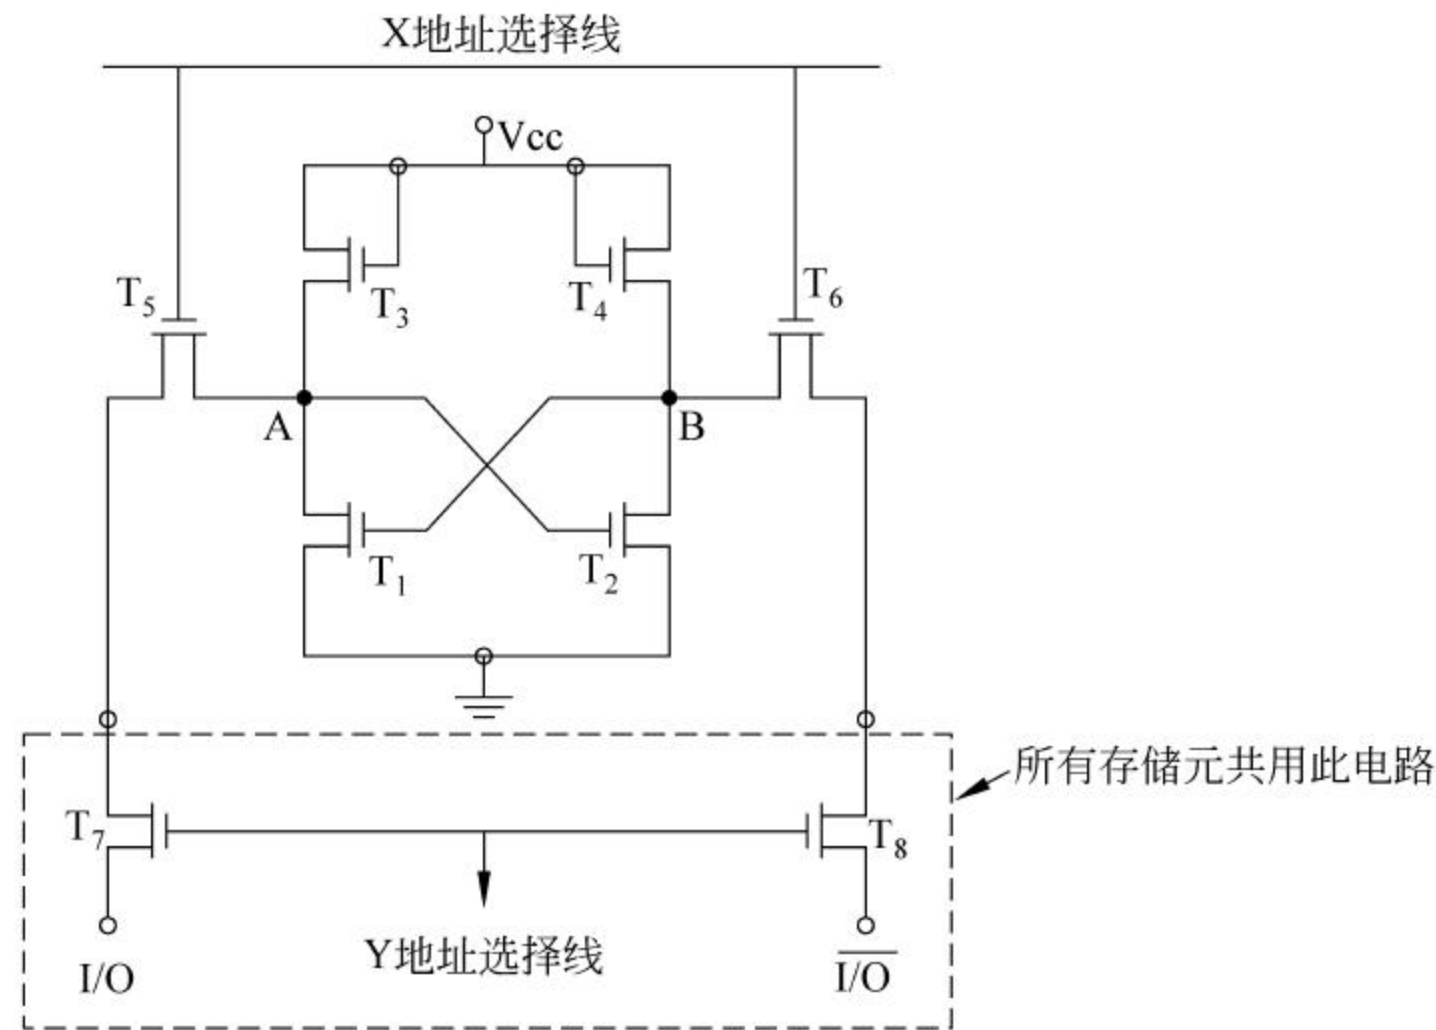 X地址选择线
Vcc
T₅
T₃
T₄
T₆
A
B
T₁
T₂
所有存储元共用此电路
T₇
T₈
Y地址选择线
I/O
I̅/̅O̅